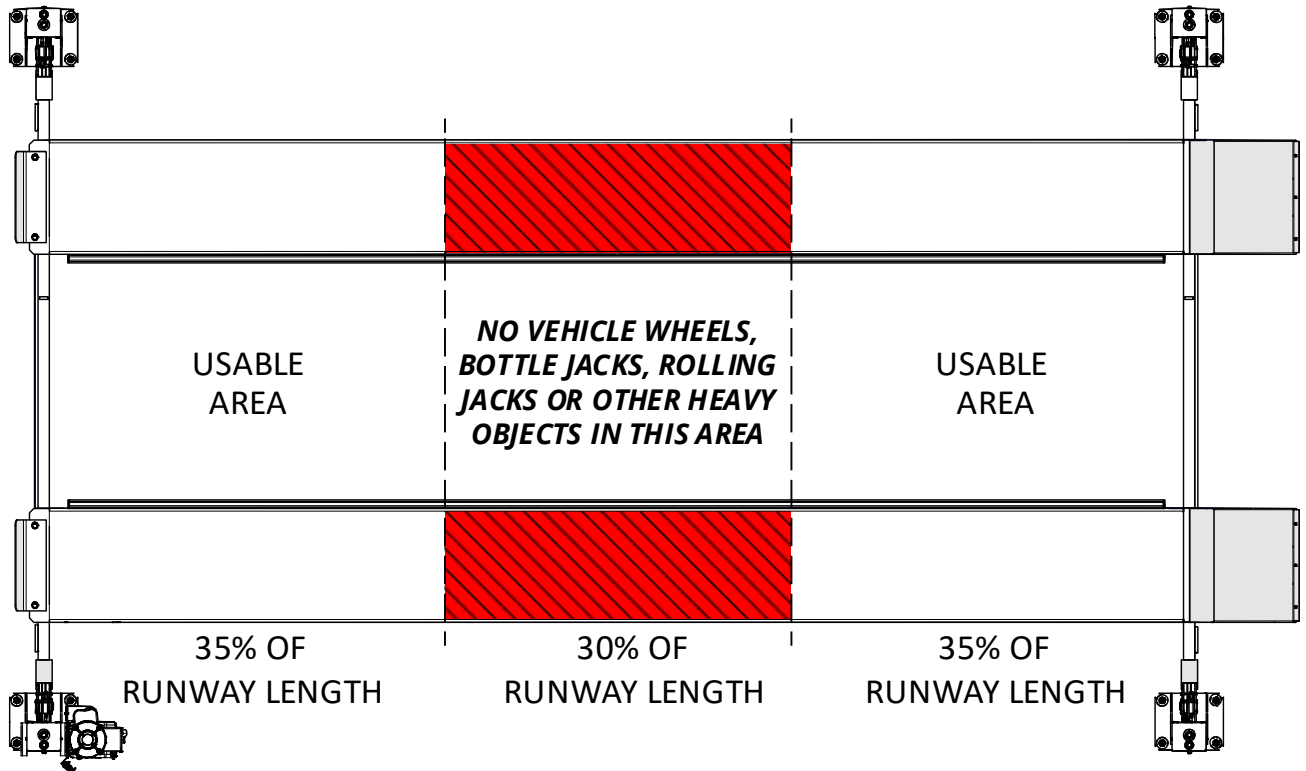 USABLE
AREA
NO VEHICLE WHEELS,
BOTTLE JACKS, ROLLING
JACKS OR OTHER HEAVY
OBJECTS IN THIS AREA
USABLE
AREA
35% OF
RUNWAY LENGTH
30% OF
RUNWAY LENGTH
35% OF
RUNWAY LENGTH